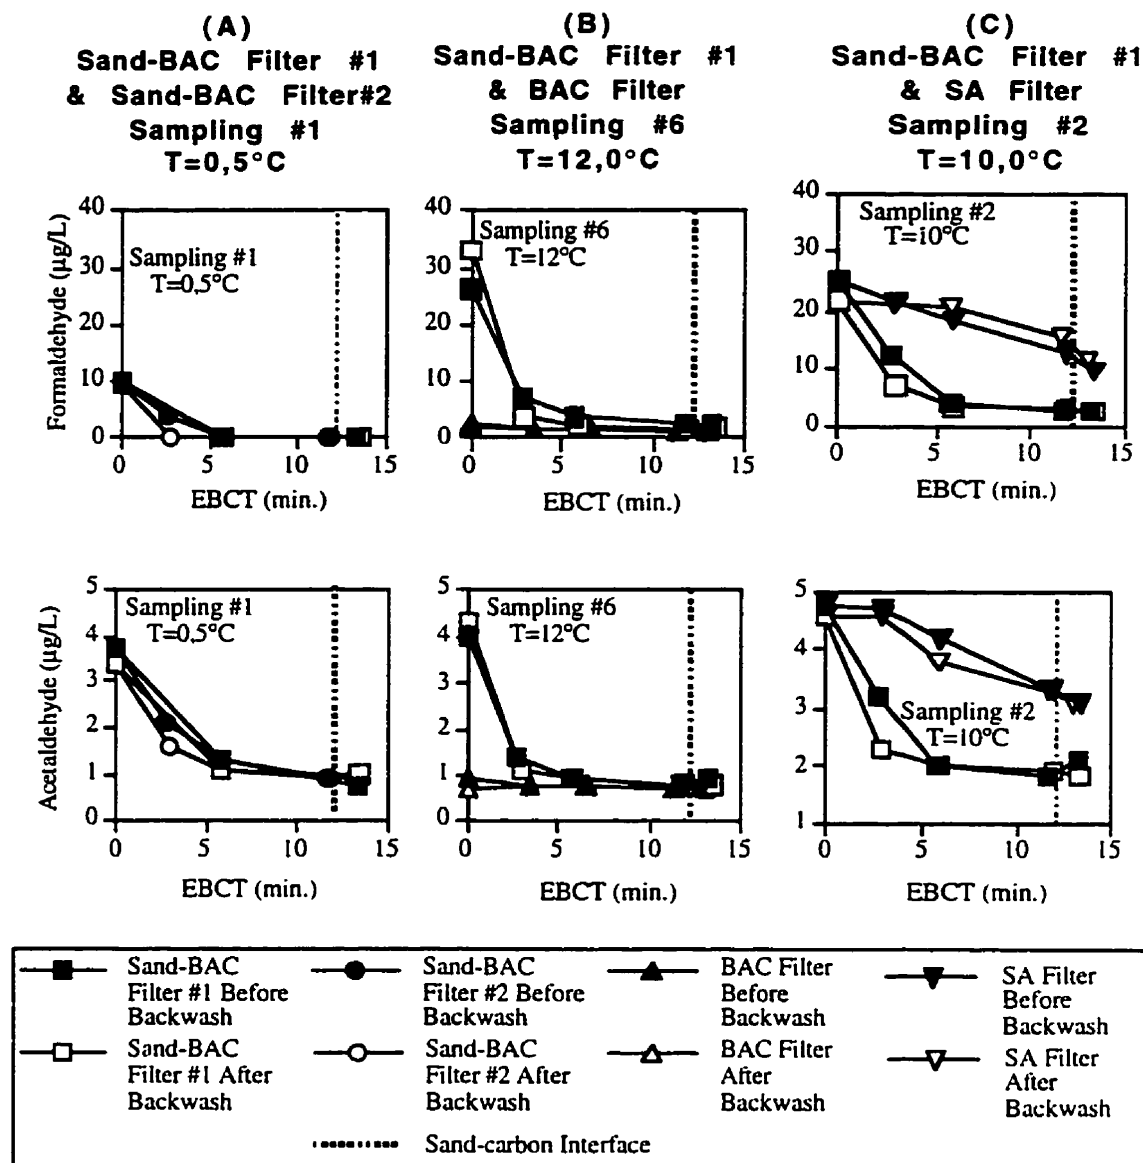 (A)
Sand-BAC Filter #1
& Sand-BAC Filter#2
Sampling #1
T=0,5°C
(B)
Sand-BAC Filter #1
& BAC Filter
Sampling #6
T=12,0°C
(C)
Sand-BAC Filter #1
& SA Filter
Sampling #2
T=10,0°C
Formaldehyde (µg/L)
40
30
20
10
0
Sampling #1
T=0,5°C
0 5 10 15
EBCT (min.)
40
30
20
10
0
Sampling #6
T=12°C
0 5 10 15
EBCT (min.)
40
30
20
10
0
Sampling #2
T=10°C
0 5 10 15
EBCT (min.)
Acetaldehyde (µg/L)
5
4
3
2
1
0
Sampling #1
T=0,5°C
0 5 10 15
EBCT (min.)
5
4
3
2
1
0
Sampling #6
T=12°C
0 5 10 15
EBCT (min.)
5
4
3
2
1
Sampling #2
T=10°C
0 5 10 15
EBCT (min.)
Sand-BAC
Filter #1 Before
Backwash
Sand-BAC
Filter #2 Before
Backwash
BAC Filter
Before
Backwash
SA Filter
Before
Backwash
Sand-BAC
Filter #1 After
Backwash
Sand-BAC
Filter #2 After
Backwash
BAC Filter
After
Backwash
SA Filter
After
Backwash
Sand-carbon Interface